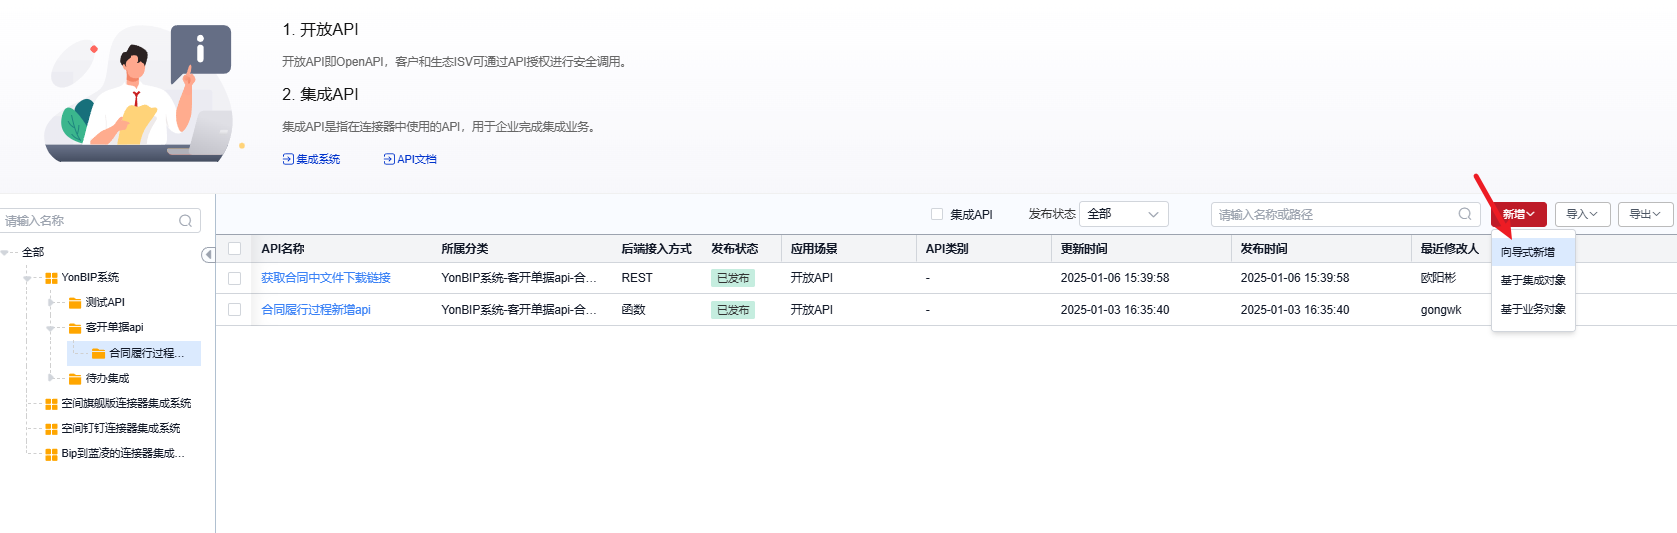 1. 开放API
开放API即OpenAPI，客户和生态ISV可通过API授权进行安全调用。
2. 集成API
集成API是指在连接器中使用的API，用于企业完成集成业务。
集成系统 API文档
请输入名称
全部
YonBIP系统
测试API
客开单据api
合同履行过程...
待办集成
空间旗舰版连接器集成系统
空间钉钉连接器集成系统
Bip到蓝凌的连接器集成...
集成API 发布状态 全部 请输入名称或路径 新增 导入 导出
向导式新增
基于集成对象
基于业务对象
API名称 所属分类 后端接入方式 发布状态 应用场景 API类别 更新时间 发布时间 最近修改人
获取合同中文件下载链接 YonBIP系统-客开单据api-合... REST 已发布 开放API - 2025-01-06 15:39:58 2025-01-06 15:39:58 欧阳彬
合同履行过程新增api YonBIP系统-客开单据api-合... 函数 已发布 开放API - 2025-01-03 16:35:40 2025-01-03 16:35:40 gongwk